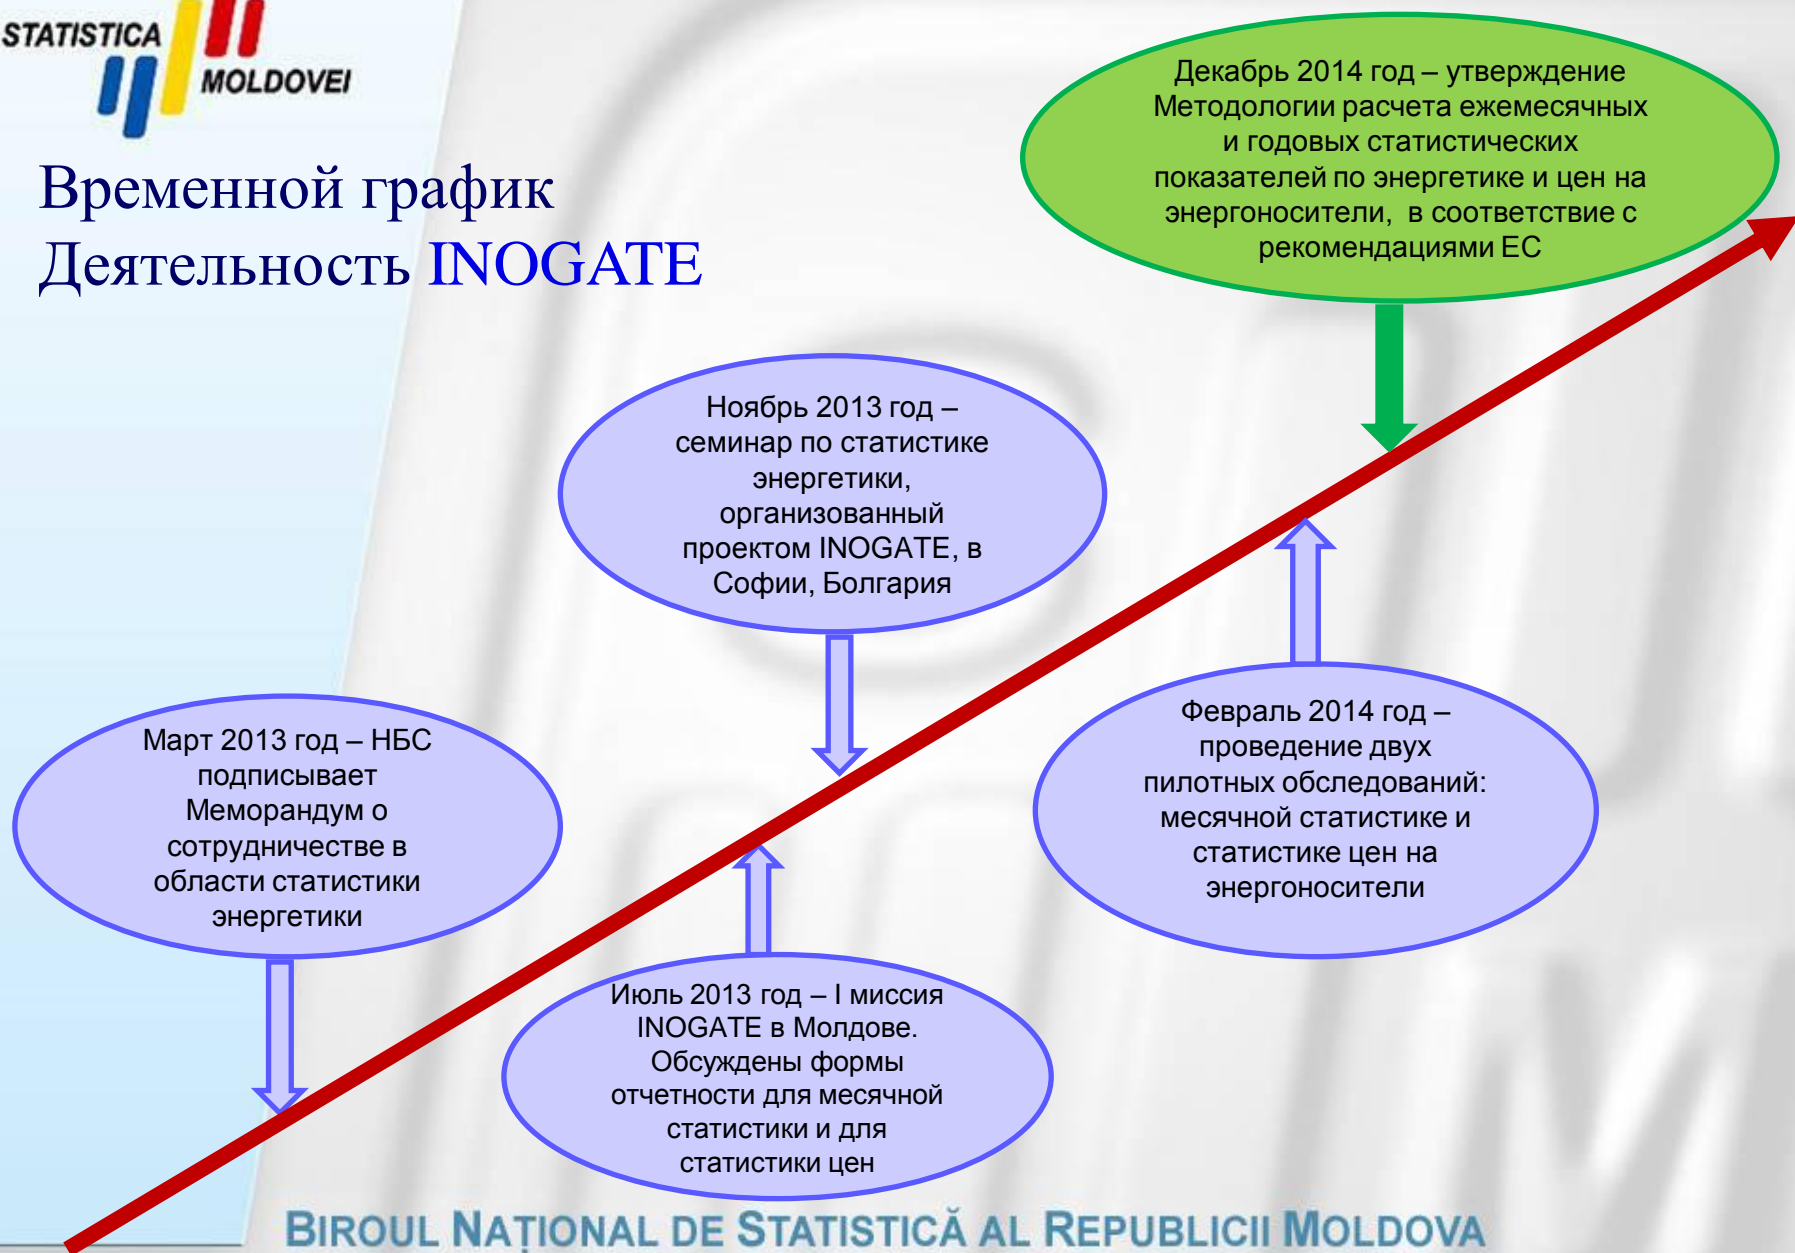 STATISTICA
MOLDOVEI
Временной график
Деятельность INOGATE
Декабрь 2014 год – утверждение
Методологии расчета ежемесячных
и годовых статистических
показателей по энергетике и цен на
энергоносители, в соответствие с
рекомендациями ЕС
Ноябрь 2013 год –
семинар по статистике
энергетики,
организованный
проектом INOGATE, в
Софии, Болгария
Март 2013 год – НБС
подписывает
Меморандум о
сотрудничестве в
области статистики
энергетики
Февраль 2014 год –
проведение двух
пилотных обследований:
месячной статистике и
статистике цен на
энергоносители
Июль 2013 год – I миссия
INOGATE в Молдове.
Обсуждены формы
отчетности для месячной
статистики и для
статистики цен
BIROUL NAȚIONAL DE STATISTICĂ AL REPUBLICII MOLDOVA